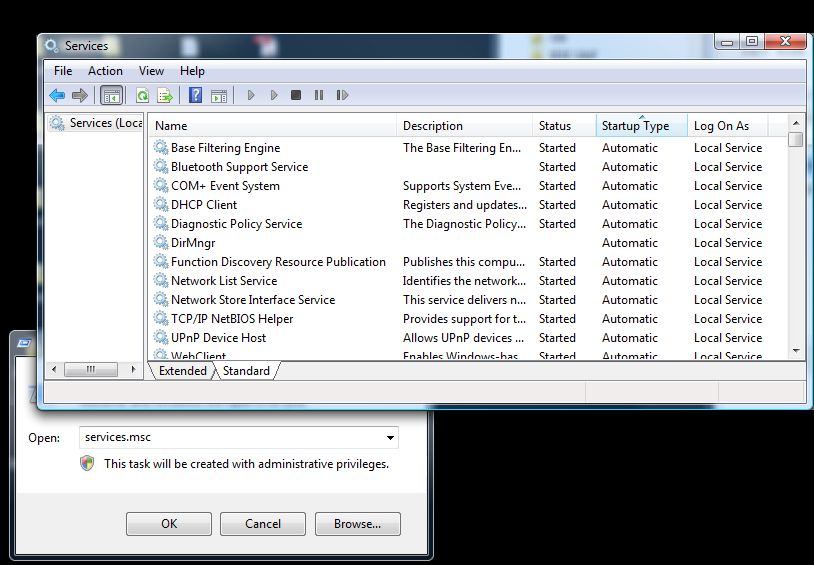 Services
File Action View Help
Services (Loca
Name Description Status Startup Type Log On As
Base Filtering Engine The Base Filtering En... Started Automatic Local Service
Bluetooth Support Service Started Automatic Local Service
COM+ Event System Supports System Eve... Started Automatic Local Service
DHCP Client Registers and updates... Started Automatic Local Service
Diagnostic Policy Service The Diagnostic Policy... Started Automatic Local Service
DirMngr Automatic Local Service
Function Discovery Resource Publication Publishes this compu... Started Automatic Local Service
Network List Service Identifies the network... Started Automatic Local Service
Network Store Interface Service This service delivers n... Started Automatic Local Service
TCP/IP NetBIOS Helper Provides support for t... Started Automatic Local Service
UPnP Device Host Allows UPnP devices ... Started Automatic Local Service
WebClient Enables Windows-bas... Started Automatic Local Service
Extended Standard
Open: services.msc
This task will be created with administrative privileges.
OK Cancel Browse...